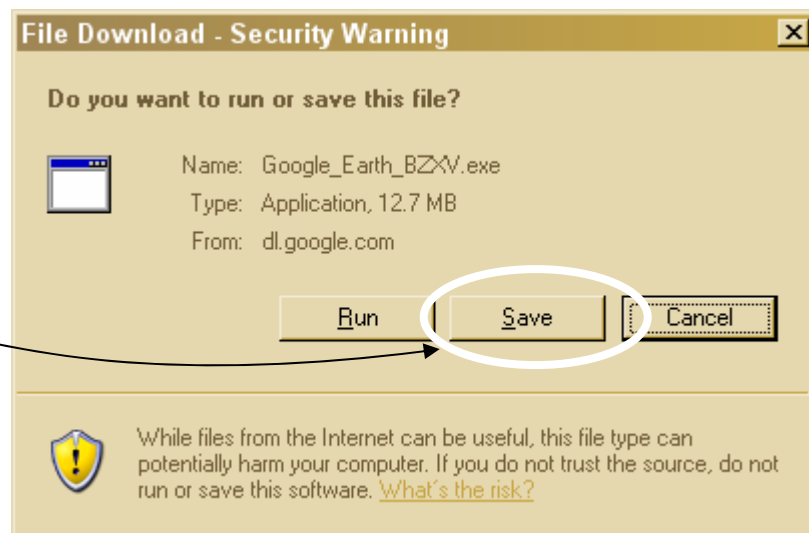 File Download - Security Warning
Do you want to run or save this file?
Name: Google_Earth_BZXV.exe
Type: Application, 12.7 MB
From: dl.google.com
Run Save Cancel
While files from the Internet can be useful, this file type can
potentially harm your computer. If you do not trust the source, do not
run or save this software. What's the risk?